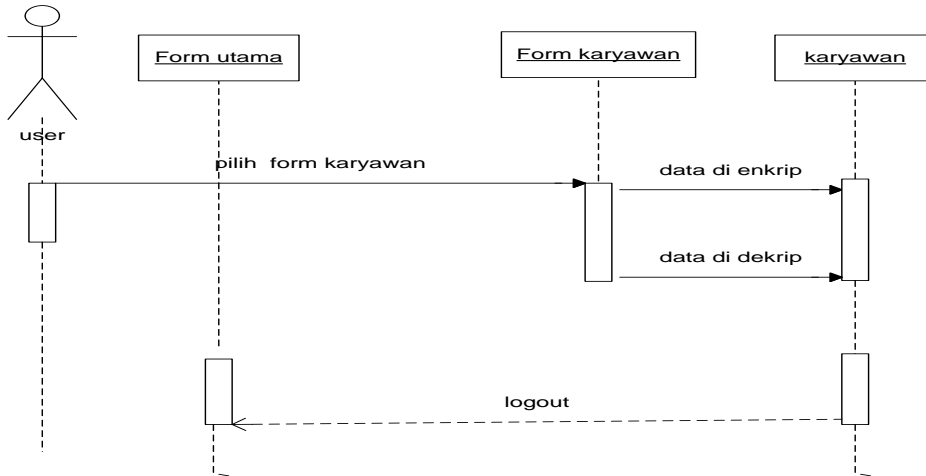 Form utama
Form karyawan
karyawan
user
pilih form karyawan
data di enkrip
data di dekrip
logout